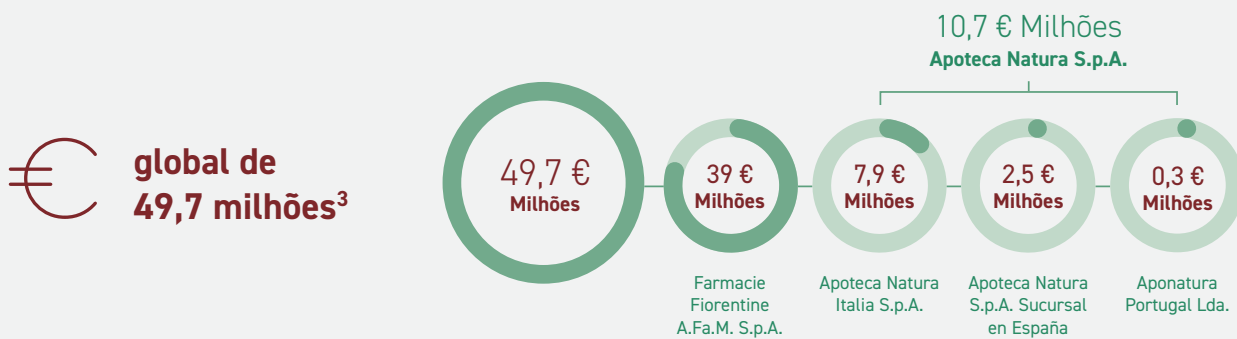 10,7 € Milhões
Apoteca Natura S.p.A.
global de
49,7 milhões³
49,7 €
Milhões
39 €
Milhões
7,9 €
Milhões
2,5 €
Milhões
0,3 €
Milhões
Farmacie
Fiorentine
A.Fa.M. S.p.A.
Apoteca Natura
Italia S.p.A.
Apoteca Natura
S.p.A. Sucursal
en España
Aponatura
Portugal Lda.